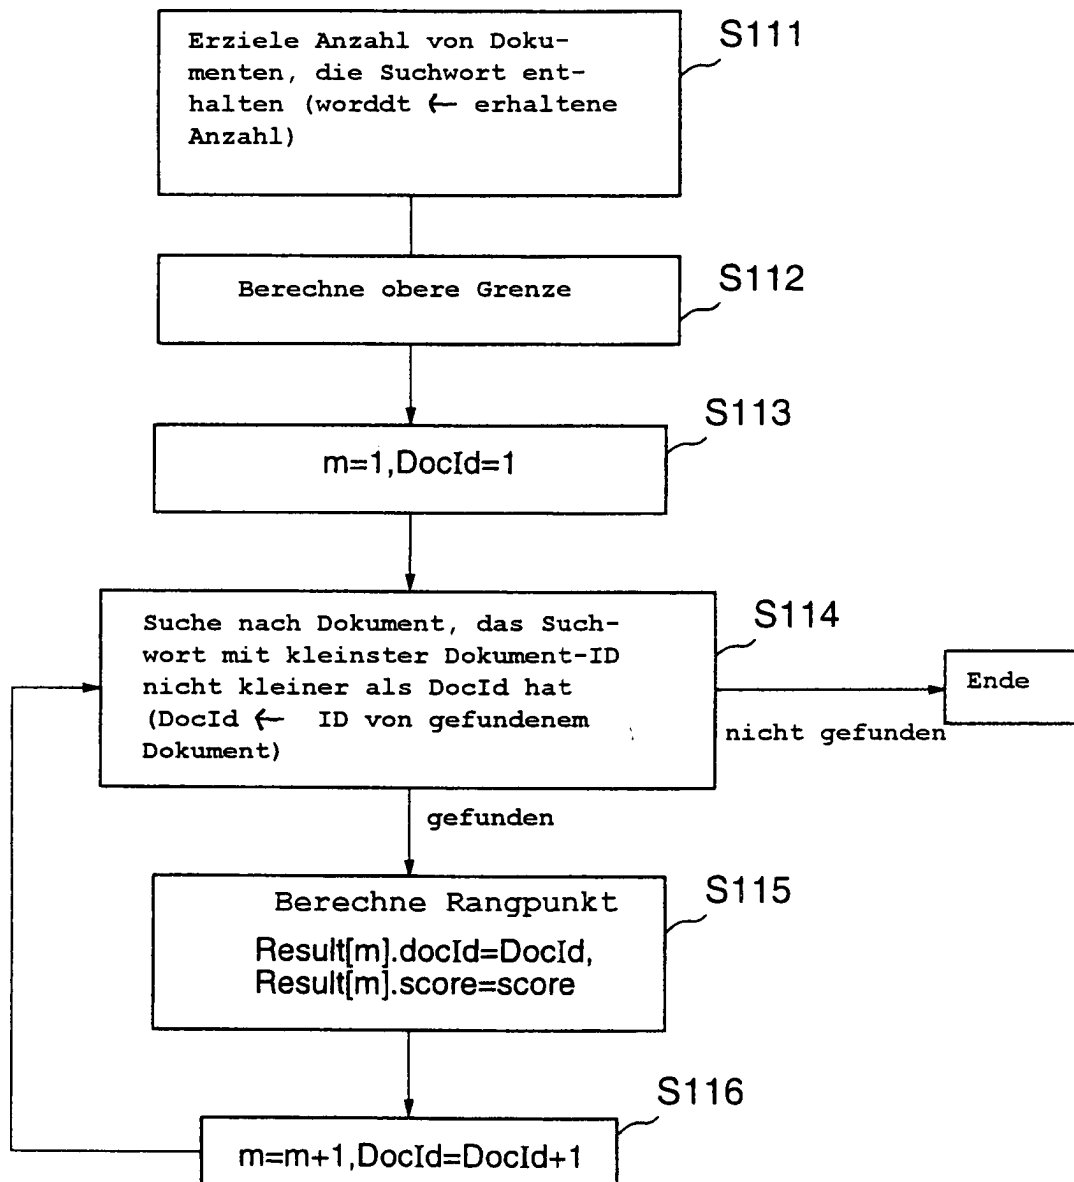 Erziele Anzahl von Doku-
menten, die Suchwort ent-
halten (worddt ← erhaltene
Anzahl)
S111
Berechne obere Grenze
S112
m=1,DocId=1
S113
Suche nach Dokument, das Such-
wort mit kleinster Dokument-ID
nicht kleiner als DocId hat
(DocId ← ID von gefundenem
Dokument)
S114
Ende
nicht gefunden
gefunden
Berechne Rangpunkt
Result[m].docId=DocId,
Result[m].score=score
S115
m=m+1,DocId=DocId+1
S116